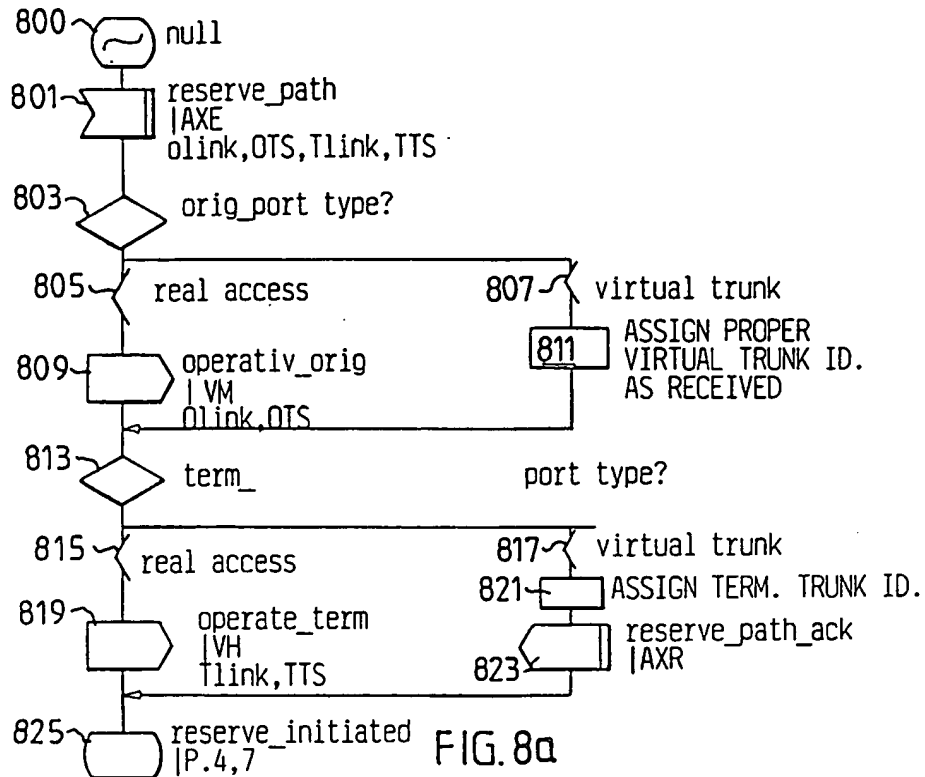 800 null
801 reserve_path
|AXE
olink,OTS,Tlink,TTS
803 orig_port type?
805 real access
807 virtual trunk
809 operativ_orig
|VM
Olink,OTS
811 ASSIGN PROPER
VIRTUAL TRUNK ID.
AS RECEIVED
813 term_ port type?
815 real access
817 virtual trunk
821 ASSIGN TERM. TRUNK ID.
819 operate_term
|VH
Tlink,TTS
823 reserve_path_ack
|AXR
825 reserve_initiated
|P.4,7
FIG.8a